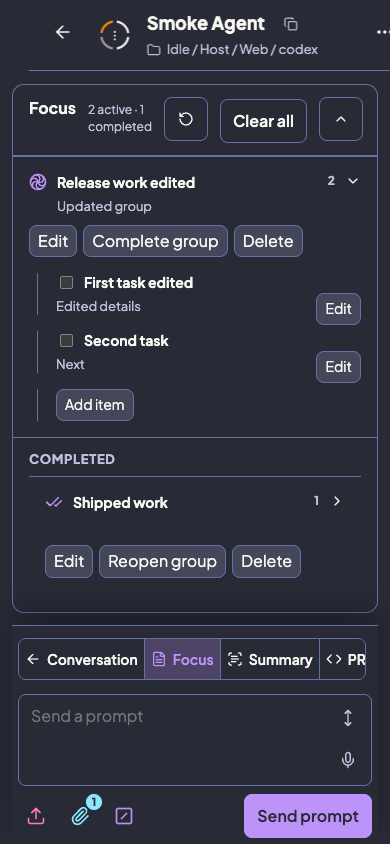 Smoke Agent
Idle / Host / Web / codex
Focus
2 active · 1
completed
Clear all
Release work edited
2
Updated group
Edit
Complete group
Delete
First task edited
Edited details
Edit
Second task
Next
Edit
Add item
COMPLETED
Shipped work
1
Edit
Reopen group
Delete
Conversation
Focus
Summary
PR
Send a prompt
1
Send prompt